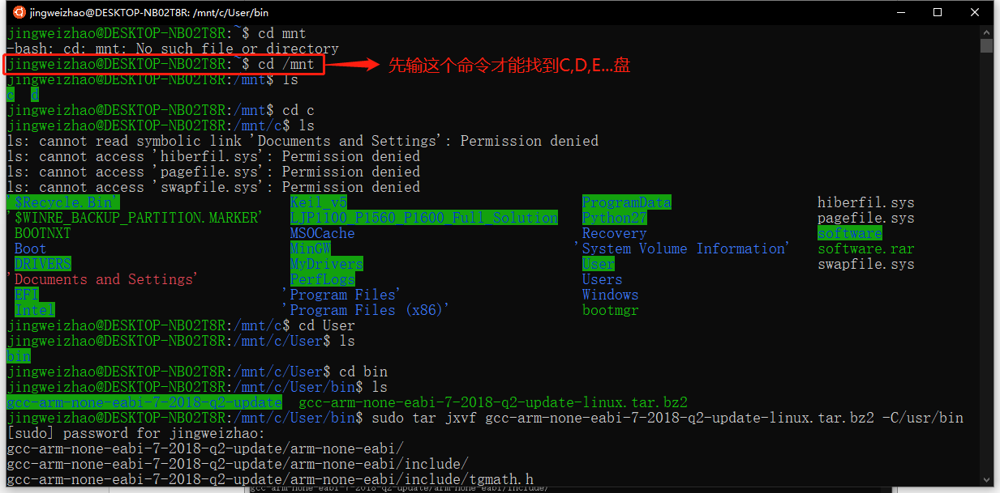 jingweizhao@DESKTOP-NB02T8R: /mnt/c/User/bin
jingweizhao@DESKTOP-NB02T8R:~$ cd mnt
-bash: cd: mnt: No such file or directory
jingweizhao@DESKTOP-NB02T8R:~$ cd /mnt
先输这个命令才能找到C,D,E...盘
jingweizhao@DESKTOP-NB02T8R:/mnt$ ls
c d
jingweizhao@DESKTOP-NB02T8R:/mnt$ cd c
jingweizhao@DESKTOP-NB02T8R:/mnt/c$ ls
ls: cannot read symbolic link 'Documents and Settings': Permission denied
ls: cannot access 'hiberfil.sys': Permission denied
ls: cannot access 'pagefile.sys': Permission denied
ls: cannot access 'swapfile.sys': Permission denied
'$Recycle.Bin' Keil_v5 ProgramData hiberfil.sys
'$WINRE_BACKUP_PARTITION.MARKER' LJP1100_P1560_P1600_Full_Solution Python27 pagefile.sys
BOOTNXT MSOCache Recovery software
Boot MinGW 'System Volume Information' software.rar
DRIVERS MyDrivers User swapfile.sys
'Documents and Settings' PerfLogs Users
EFI 'Program Files' Windows
Intel 'Program Files (x86)' bootmgr
jingweizhao@DESKTOP-NB02T8R:/mnt/c$ cd User
jingweizhao@DESKTOP-NB02T8R:/mnt/c/User$ ls
bin
jingweizhao@DESKTOP-NB02T8R:/mnt/c/User$ cd bin
jingweizhao@DESKTOP-NB02T8R:/mnt/c/User/bin$ ls
gcc-arm-none-eabi-7-2018-q2-update gcc-arm-none-eabi-7-2018-q2-update-linux.tar.bz2
jingweizhao@DESKTOP-NB02T8R:/mnt/c/User/bin$ sudo tar jxvf gcc-arm-none-eabi-7-2018-q2-update-linux.tar.bz2 -C/usr/bin
[sudo] password for jingweizhao:
gcc-arm-none-eabi-7-2018-q2-update/arm-none-eabi/
gcc-arm-none-eabi-7-2018-q2-update/arm-none-eabi/include/
gcc-arm-none-eabi-7-2018-q2-update/arm-none-eabi/include/tgmath.h
gcc-arm-none-eabi-7-2018-q2-update/arm-none-eabi/include/